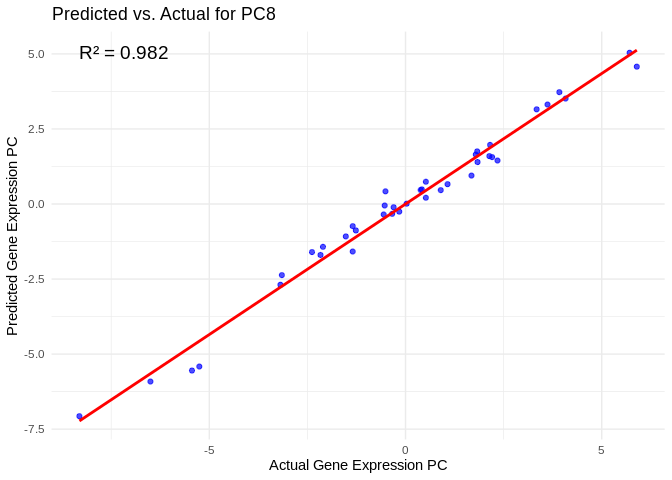 Predicted vs. Actual for PC8
R² = 0.982
5.0
2.5
0.0
-2.5
-5.0
-7.5
Predicted Gene Expression PC
-5 0 5
Actual Gene Expression PC